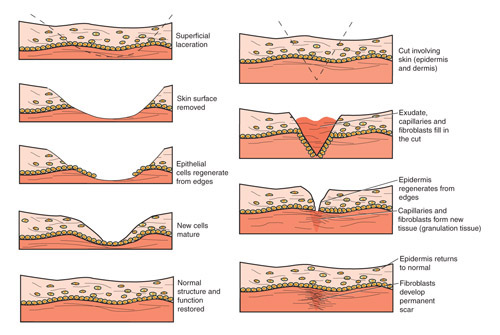 Superficial
laceration
Skin surface
removed
Epithelial
cells regenerate
from edges
New cells
mature
Normal
structure and
function
restored
Cut involving
skin (epidermis
and dermis)
Exudate,
capillaries and
fibroblasts fill in
the cut
Epidermis
regenerates from
edges
Capillaries and
fibroblasts form new
tissue (granulation tissue)
Epidermis returns
to normal
Fibroblasts
develop
permanent
scar